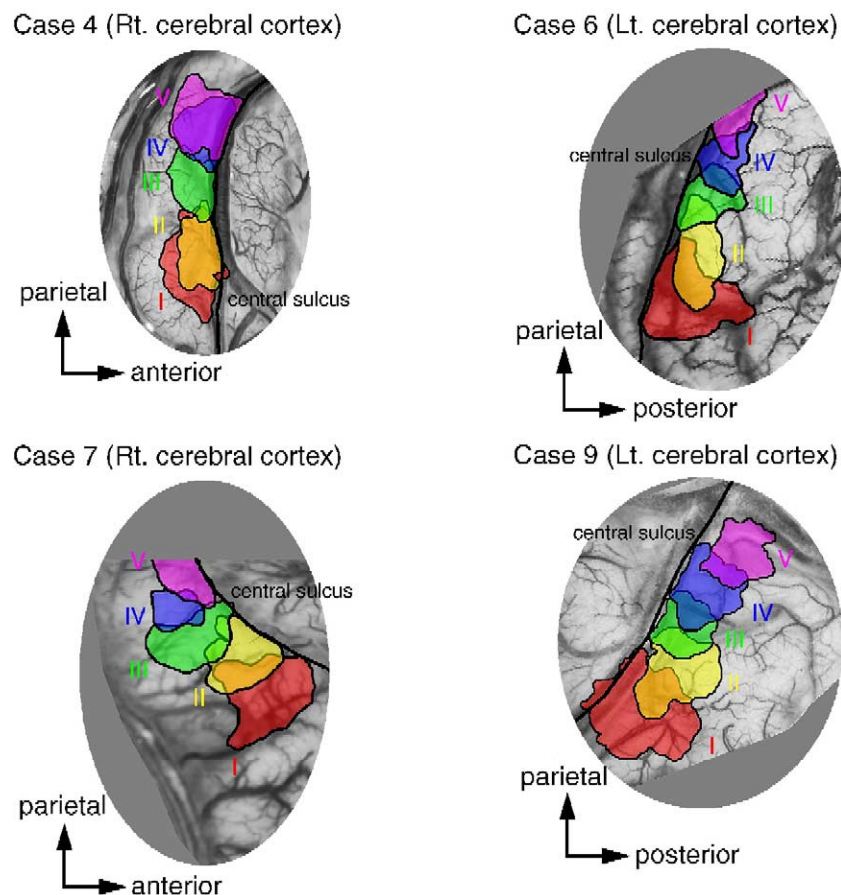 Case 4 (Rt. cerebral cortex)
V
IV
III
II
I
central sulcus
parietal
anterior
Case 6 (Lt. cerebral cortex)
V
central sulcus
IV
III
II
I
parietal
posterior
Case 7 (Rt. cerebral cortex)
V
central sulcus
IV
III
II
I
parietal
anterior
Case 9 (Lt. cerebral cortex)
central sulcus
V
IV
III
II
I
parietal
posterior